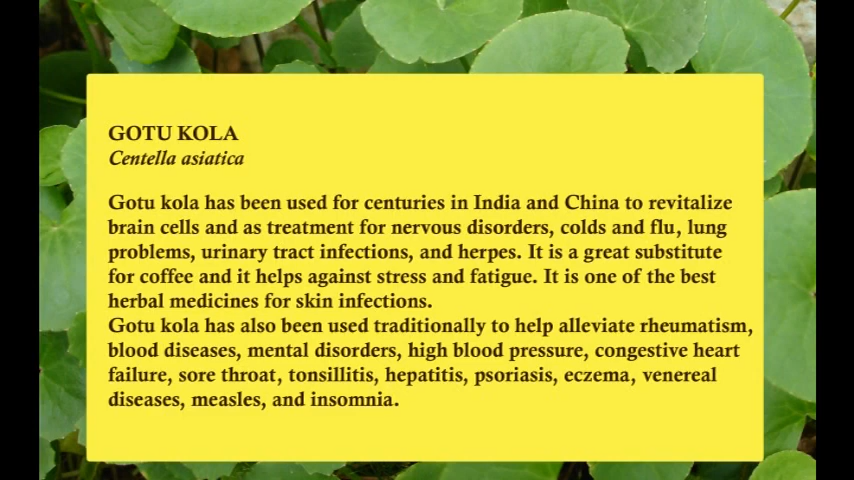 GOTU KOLA
Centella asiatica
Gotu kola has been used for centuries in India and China to revitalize
brain cells and as treatment for nervous disorders, colds and flu, lung
problems, urinary tract infections, and herpes. It is a great substitute
for coffee and it helps against stress and fatigue. It is one of the best
herbal medicines for skin infections.
Gotu kola has also been used traditionally to help alleviate rheumatism,
blood diseases, mental disorders, high blood pressure, congestive heart
failure, sore throat, tonsillitis, hepatitis, psoriasis, eczema, venereal
diseases, measles, and insomnia.